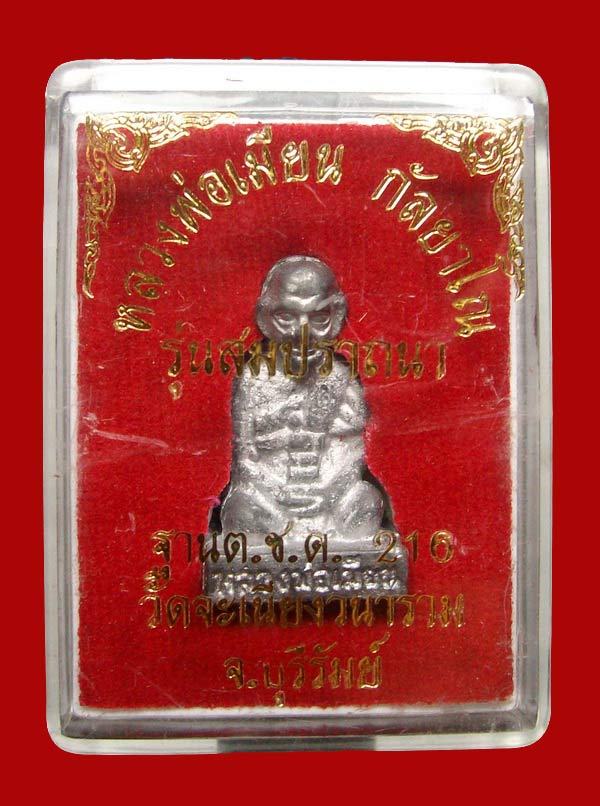 หลวงพ่อเมียน กัลยาโณ
รุ่นสมปรารถนา
ฐานต.ช.ด. 216
หลวงพ่อเมียน
วัดจะเนียงวนาราม
จ.บุรีรัมย์